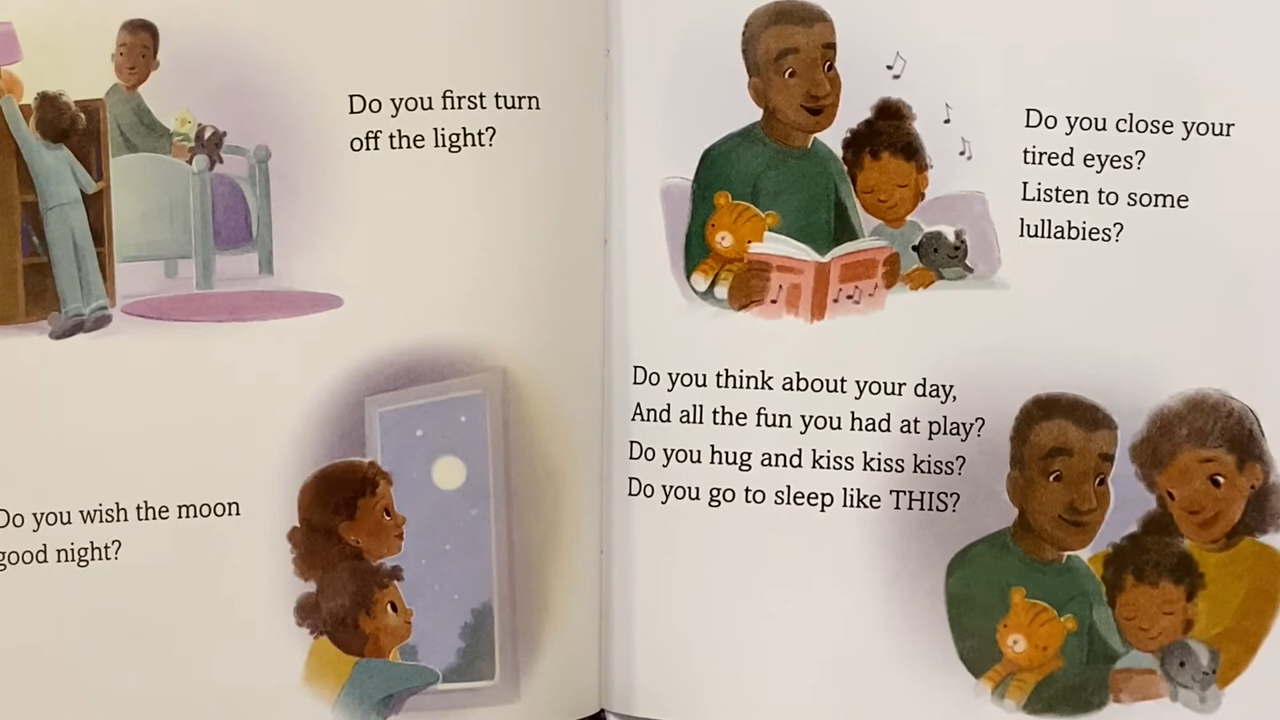 Do you first turn
off the light?
Do you wish the moon
good night?
Do you close your
tired eyes?
Listen to some
lullabies?
Do you think about your day,
And all the fun you had at play?
Do you hug and kiss kiss kiss?
Do you go to sleep like THIS?